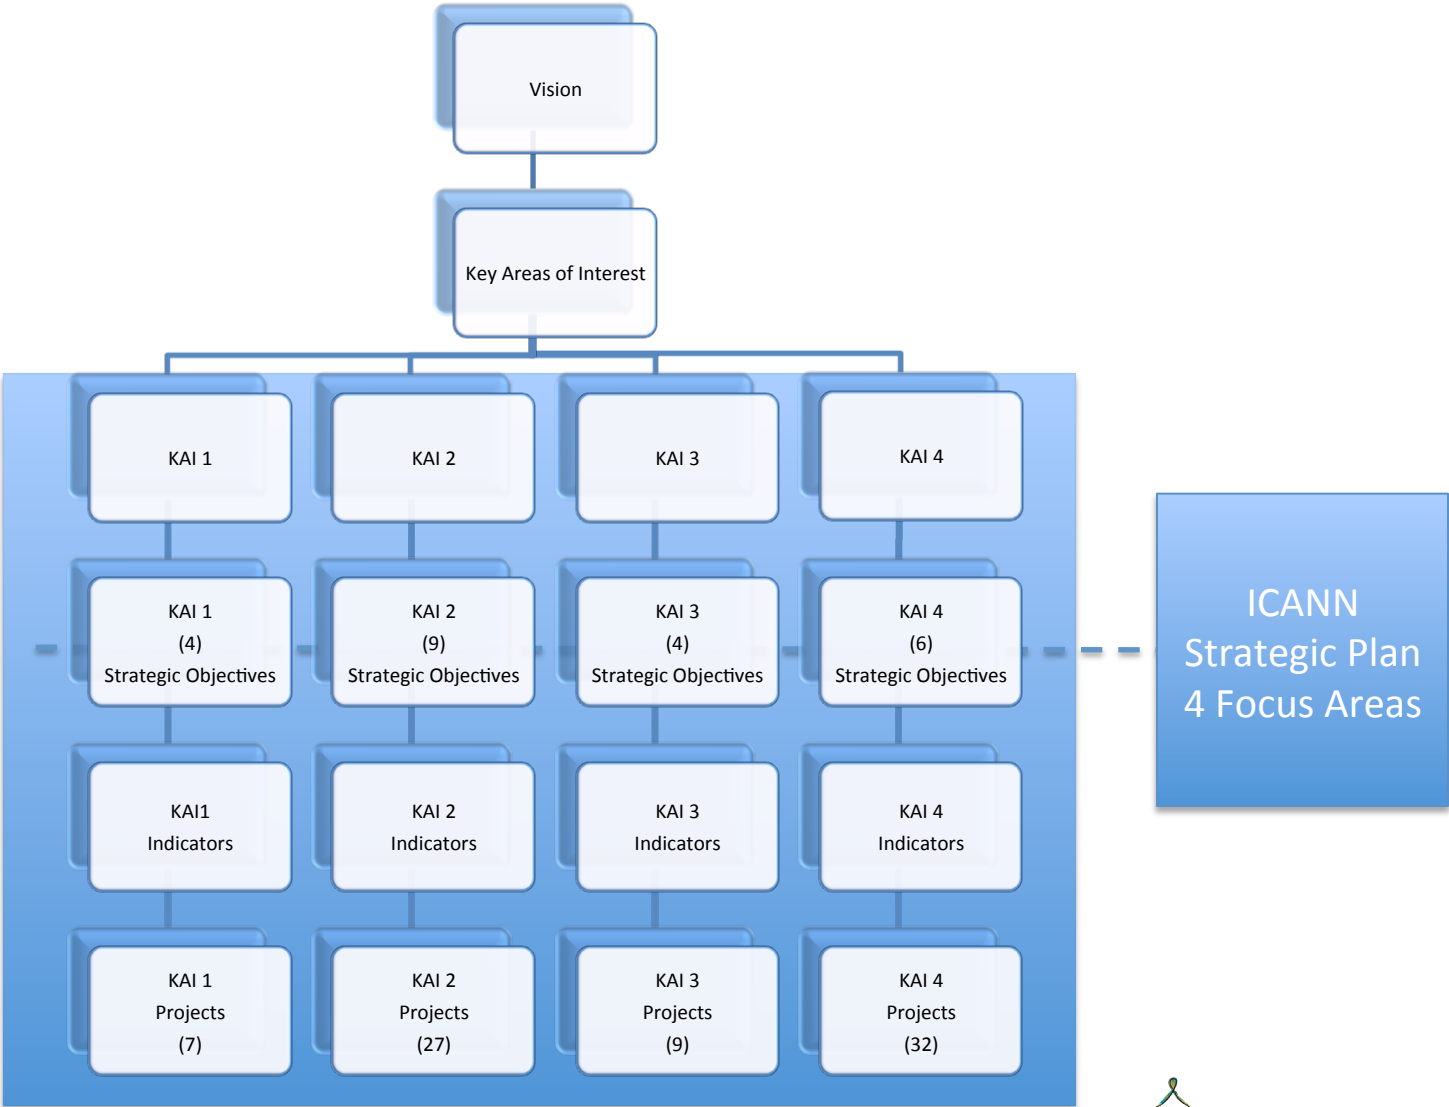 Vision
Key Areas of Interest
KAI 1
KAI 2
KAI 3
KAI 4
KAI 1
(4)
Strategic Objectives
KAI 2
(9)
Strategic Objectives
KAI 3
(4)
Strategic Objectives
KAI 4
(6)
Strategic Objectives
ICANN
Strategic Plan
4 Focus Areas
KAI1
Indicators
KAI 2
Indicators
KAI 3
Indicators
KAI 4
Indicators
KAI 1
Projects
(7)
KAI 2
Projects
(27)
KAI 3
Projects
(9)
KAI 4
Projects
(32)